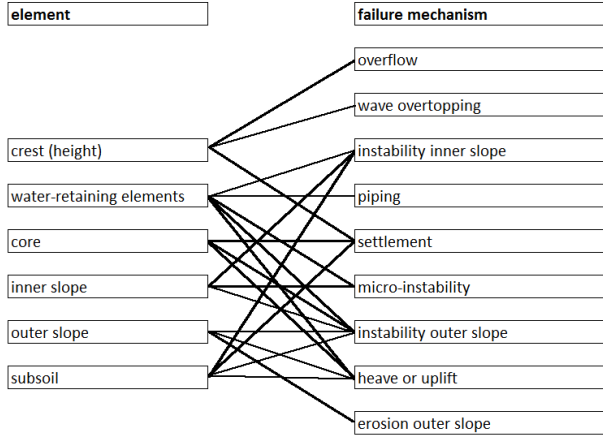 element
failure mechanism
overflow
wave overtopping
crest (height)
instability inner slope
water-retaining elements
piping
core
settlement
inner slope
micro-instability
outer slope
instability outer slope
subsoil
heave or uplift
erosion outer slope